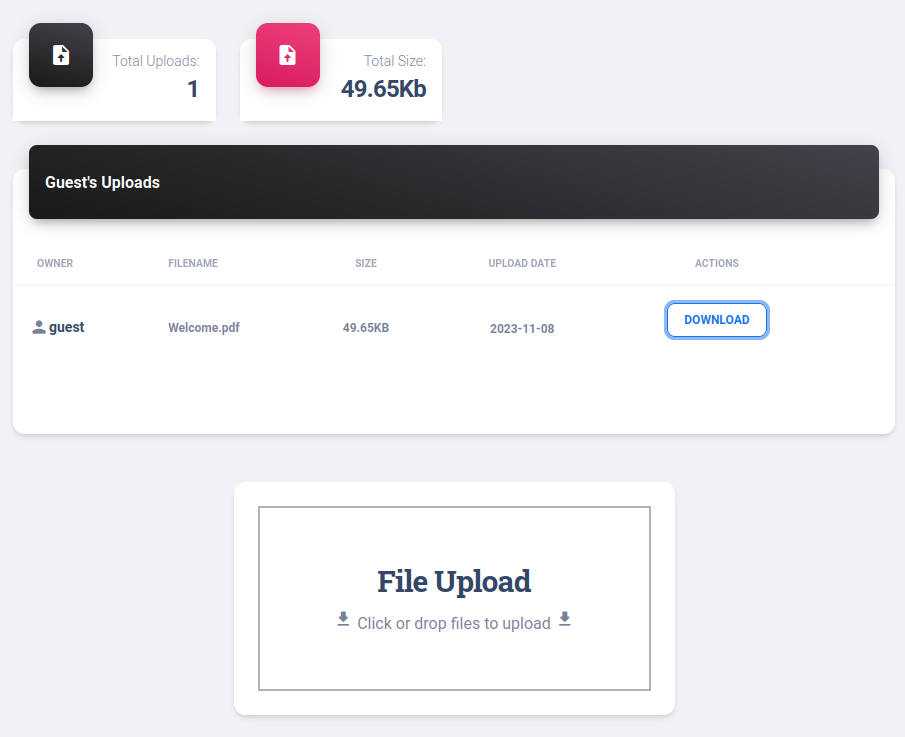 Total Uploads:
1
Total Size:
49.65Kb
Guest's Uploads
OWNER FILENAME SIZE UPLOAD DATE ACTIONS
guest Welcome.pdf 49.65KB 2023-11-08 DOWNLOAD
File Upload
Click or drop files to upload